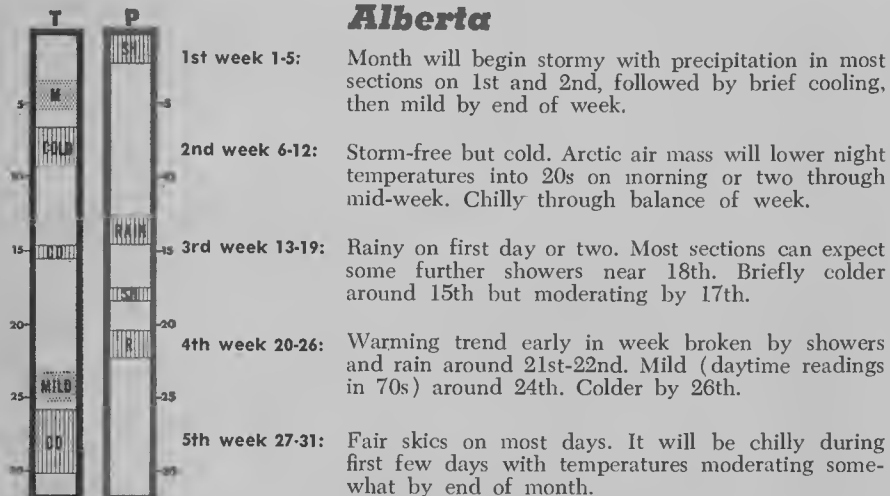 T P
Alberta
SH
1st week 1-5: Month will begin stormy with precipitation in most
sections on 1st and 2nd, followed by brief cooling,
then mild by end of week.
5 M 5
COLD
2nd week 6-12: Storm-free but cold. Arctic air mass will lower night
temperatures into 20s on morning or two through
mid-week. Chilly through balance of week.
10 10
RAIN
15 CD 15
3rd week 13-19: Rainy on first day or two. Most sections can expect
some further showers near 18th. Briefly colder
around 15th but moderating by 17th.
SH
20 20
R
4th week 20-26: Warming trend early in week broken by showers
and rain around 21st-22nd. Mild (daytime readings
in 70s) around 24th. Colder by 26th.
MILD
25 25
CD
5th week 27-31: Fair skies on most days. It will be chilly during
first few days with temperatures moderating some-
what by end of month.
30 30